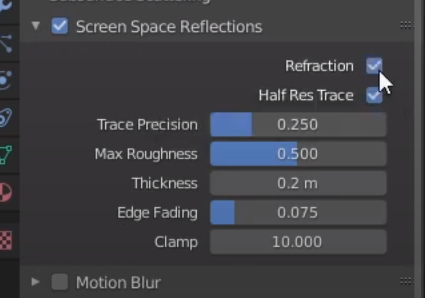 Screen Space Reflections
Refraction
Half Res Trace
Trace Precision 0.250
Max Roughness 0.500
Thickness 0.2 m
Edge Fading 0.075
Clamp 10.000
Motion Blur